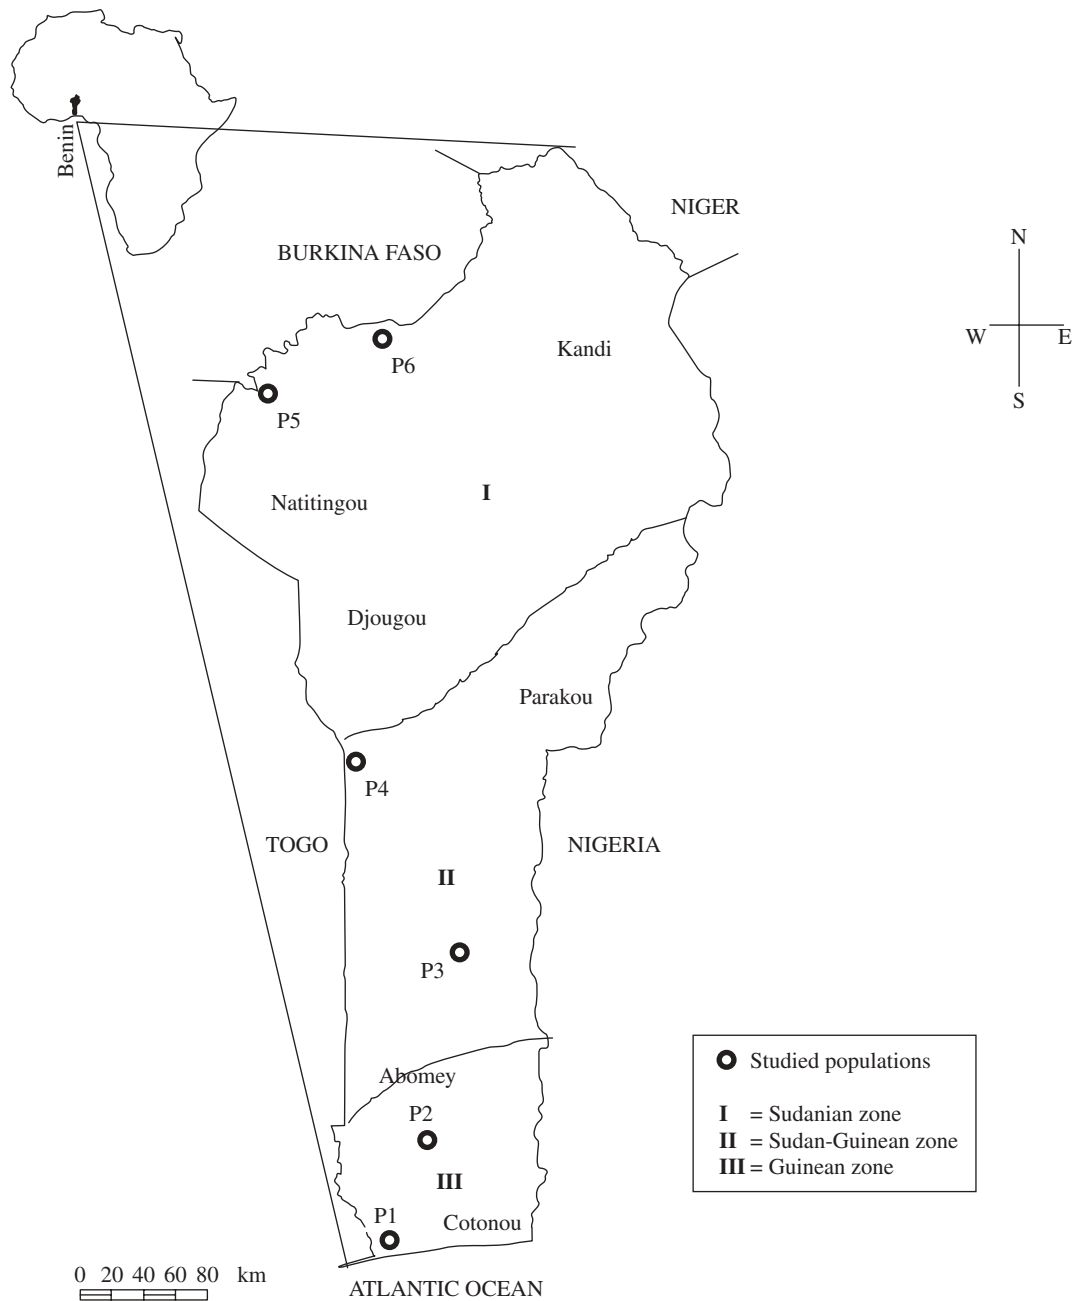 Benin
NIGER
BURKINA FASO
N
W
E
S
Kandi
P6
P5
Natitingou
I
Djougou
Parakou
P4
TOGO
NIGERIA
II
P3
Abomey
P2
III
P1
Cotonou
ATLANTIC OCEAN
0 20 40 60 80 km
Studied populations
I = Sudanian zone
II = Sudan-Guinean zone
III = Guinean zone